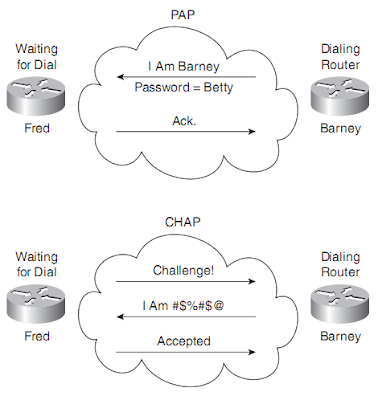 PAP
Waiting
for Dial
Fred
I Am Barney
Password = Betty
Ack.
Dialing
Router
Barney
CHAP
Waiting
for Dial
Fred
Challenge!
I Am #$%#$@
Accepted
Dialing
Router
Barney